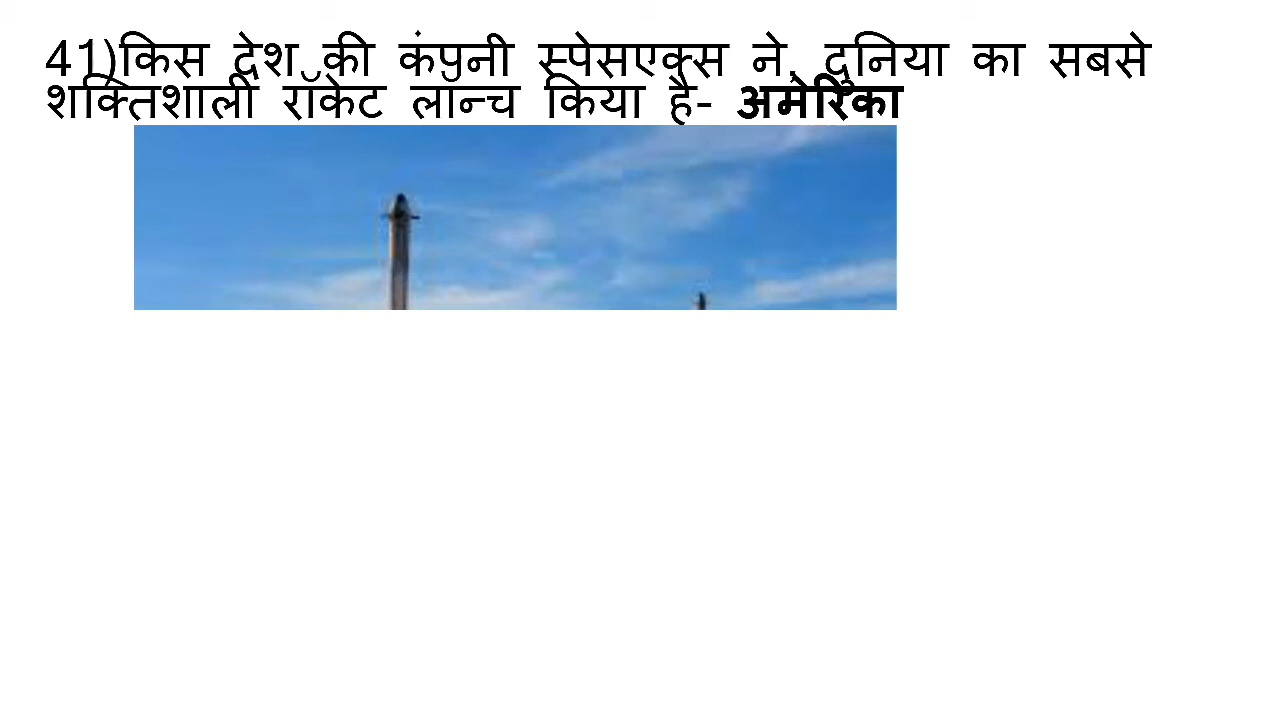 41)किस देश की कंपनी स्पेसएक्स ने, दुनिया का सबसे
शक्तिशाली रॉकेट लान्च किया है- अमेरिका